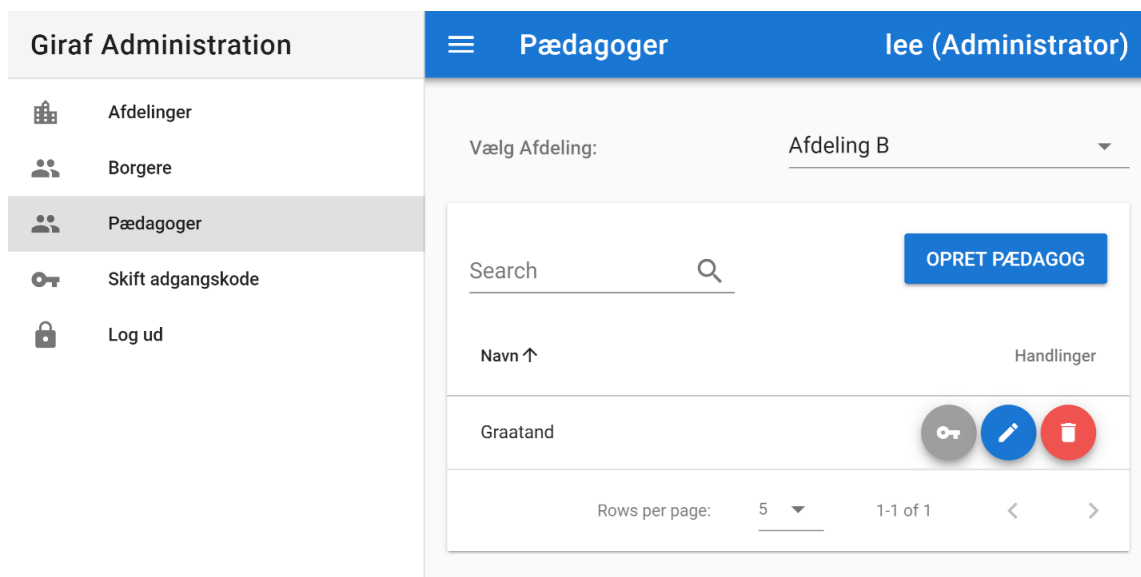 Giraf Administration
Pædagoger
lee (Administrator)
Afdelinger
Borgere
Pædagoger
Skift adgangskode
Log ud
Vælg Afdeling:
Afdeling B
Search
OPRET PÆDAGOG
Navn
Handlinger
Graatand
Rows per page:
5
1-1 of 1